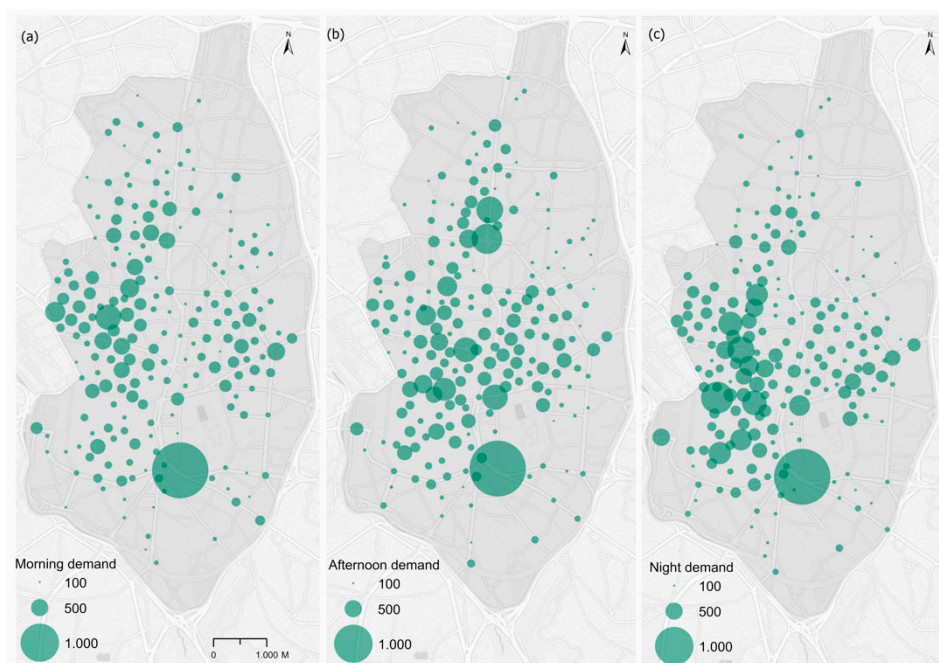 (a)
N
Morning demand
100
500
1.000
0 1.000 M
(b)
N
Afternoon demand
100
500
1.000
(c)
N
Night demand
100
500
1.000